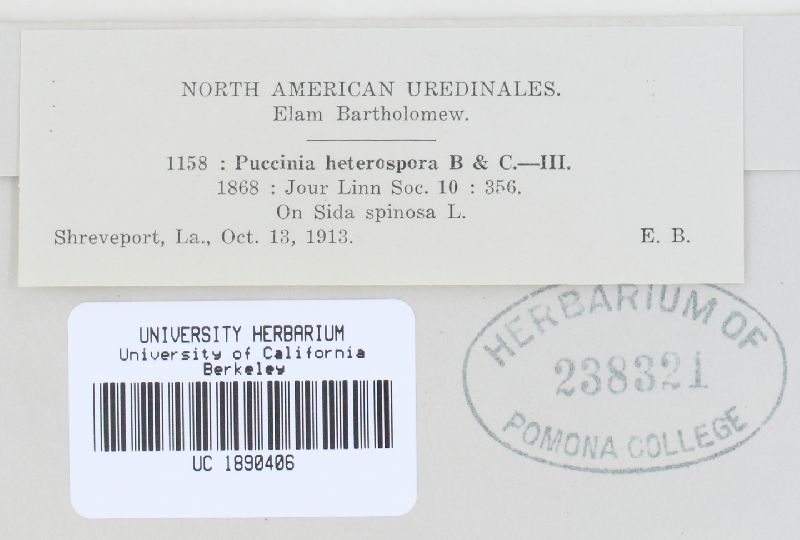 NORTH AMERICAN UREDINALES.
Elam Bartholomew.
1158 : Puccinia heterospora B & C.—III.
1868 : Jour Linn Soc. 10 : 356.
On Sida spinosa L.
Shreveport, La., Oct. 13, 1913. E. B.
UNIVERSITY HERBARIUM
University of California
Berkeley
UC 1890406
HERBARIUM OF
238321
POMONA COLLEGE